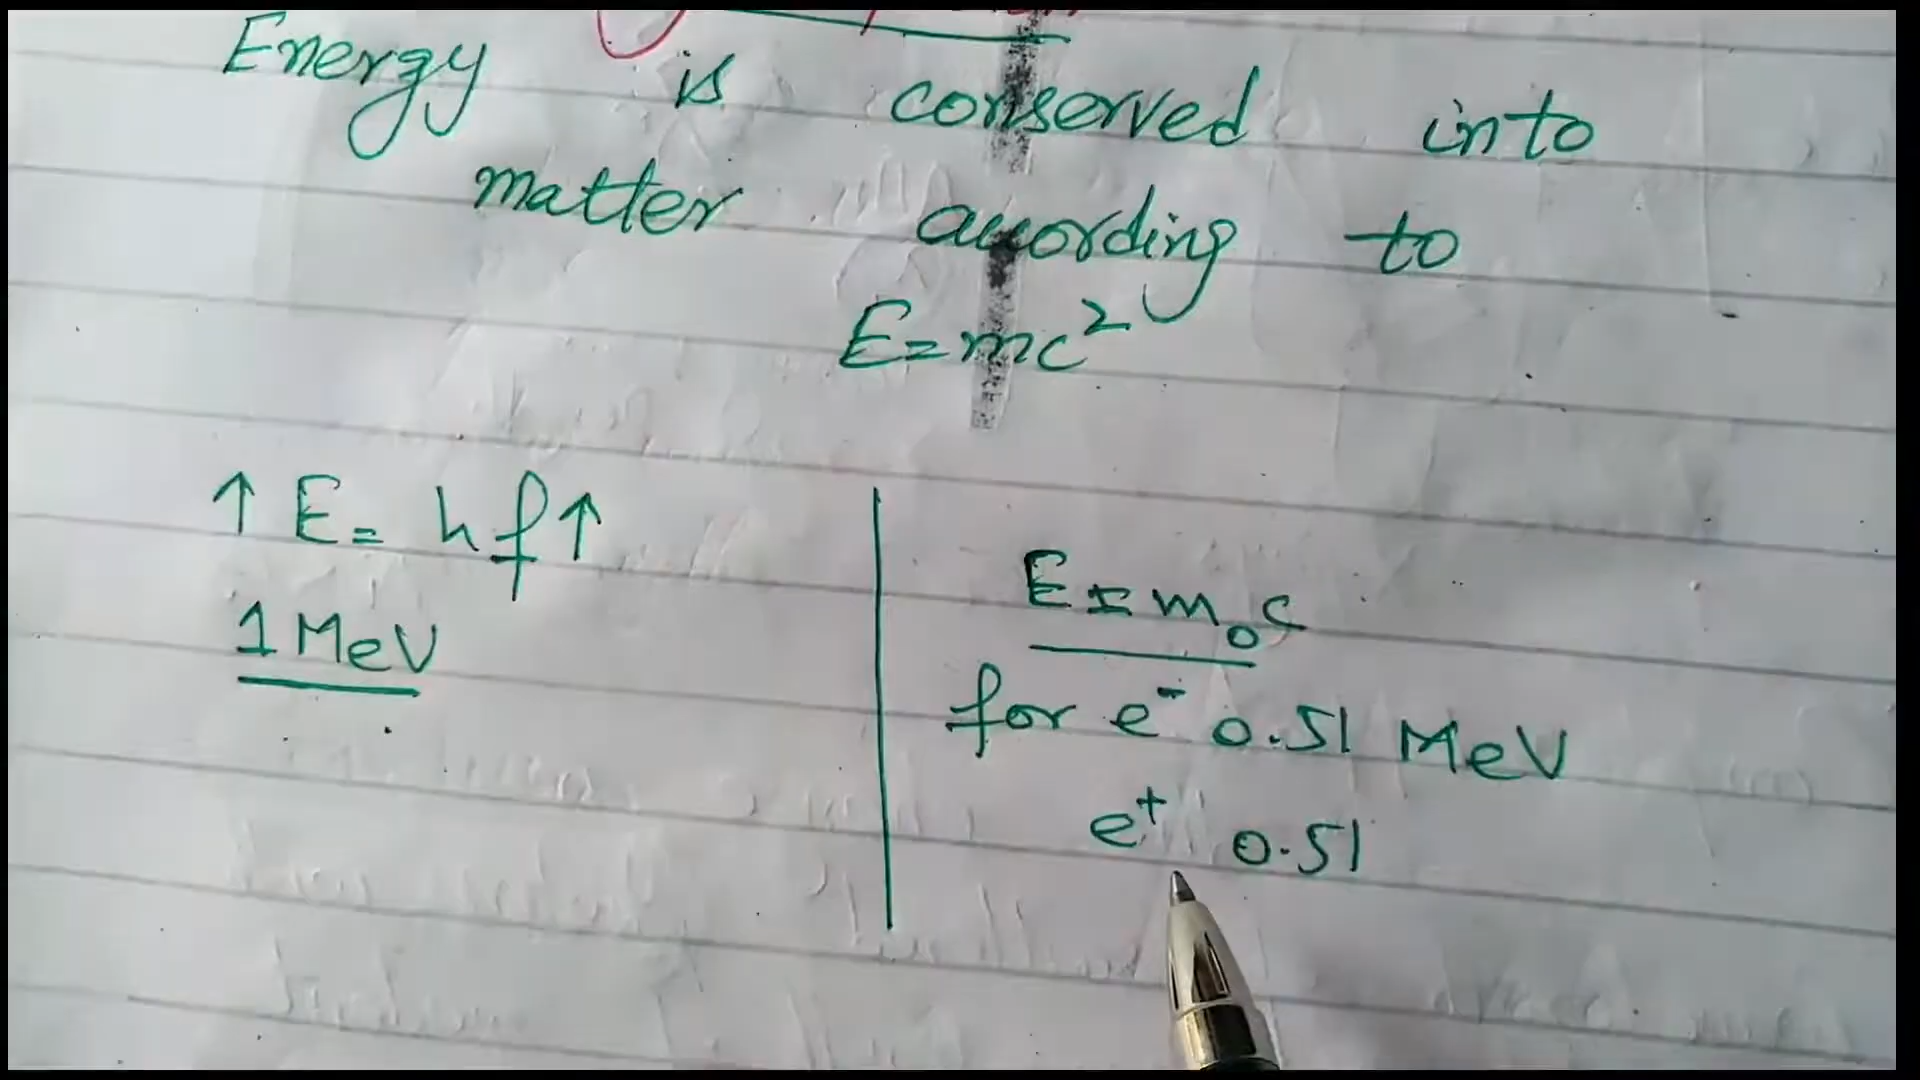 Energy is conserved into
matter according to
E=mc²
↑ E= hf↑
1 MeV
E=m₀c
for e⁻ 0.51 MeV
e⁺ 0.51